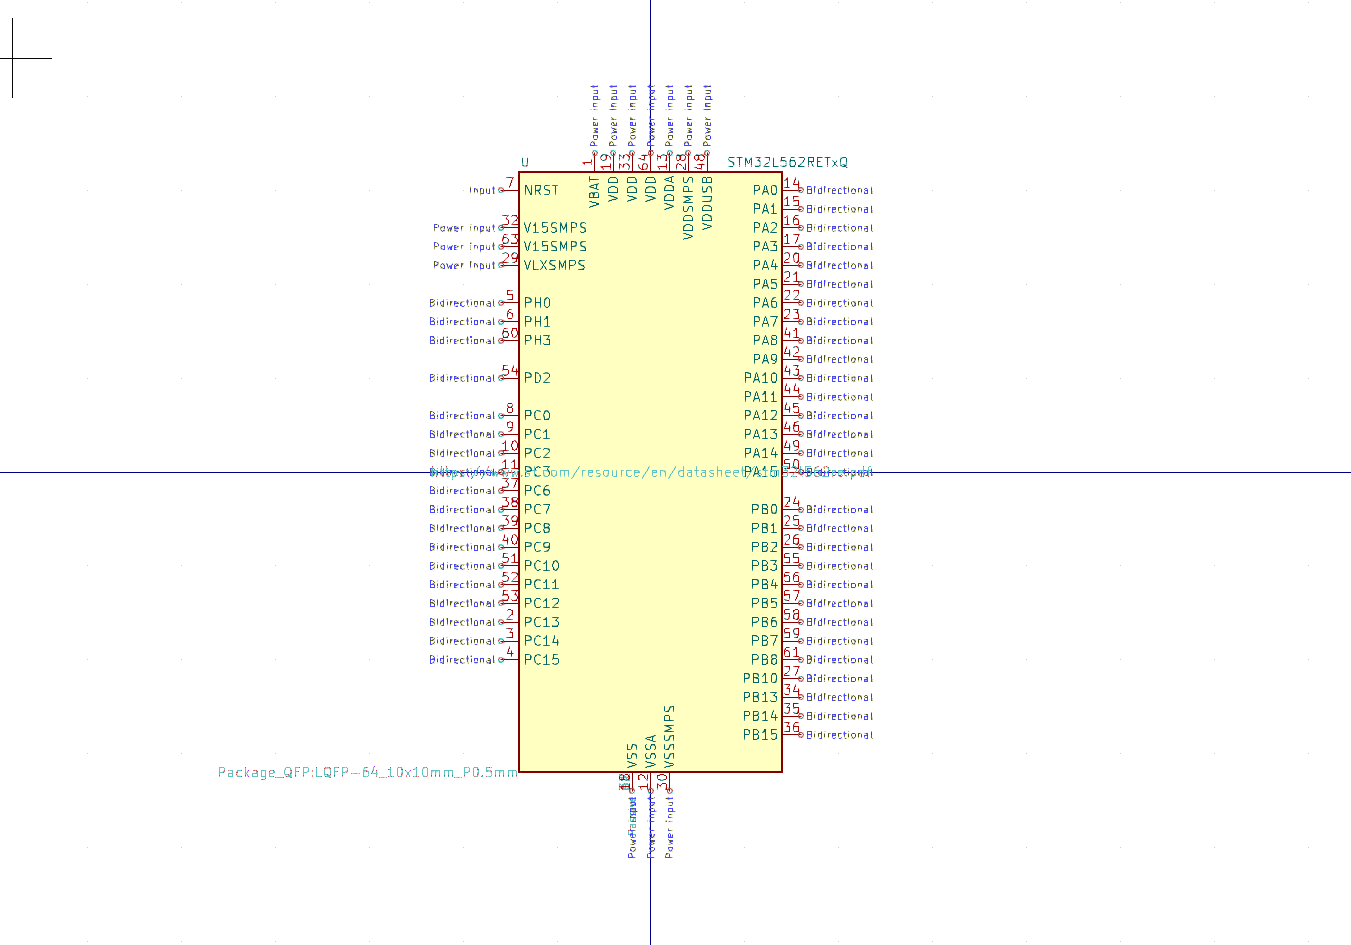 Power input
Power input
Power input
Power input
Power input
Power input
Power input
1
19
33
64
13
28
48
U
STM32L562RETxQ
VBAT
VDD
VDD
VDD
VDDA
VDDSMPS
VDDUSB
Input 7 NRST
Power input 32 V15SMPS
Power input 63 V15SMPS
Power input 29 VLXSMPS
Bidirectional 5 PH0
Bidirectional 6 PH1
Bidirectional 60 PH3
Bidirectional 54 PD2
Bidirectional 8 PC0
Bidirectional 9 PC1
Bidirectional 10 PC2
11 PC3
Bidirectional 37 PC6
Bidirectional 38 PC7
Bidirectional 39 PC8
Bidirectional 40 PC9
Bidirectional 51 PC10
Bidirectional 52 PC11
Bidirectional 53 PC12
Bidirectional 2 PC13
Bidirectional 3 PC14
Bidirectional 4 PC15
PA0 14 Bidirectional
PA1 15 Bidirectional
PA2 16 Bidirectional
PA3 17 Bidirectional
PA4 20 Bidirectional
PA5 21 Bidirectional
PA6 22 Bidirectional
PA7 23 Bidirectional
PA8 41 Bidirectional
PA9 42 Bidirectional
PA10 43 Bidirectional
PA11 44 Bidirectional
PA12 45 Bidirectional
PA13 46 Bidirectional
PA14 49 Bidirectional
PA15 50
PB0 24 Bidirectional
PB1 25 Bidirectional
PB2 26 Bidirectional
PB3 55 Bidirectional
PB4 56 Bidirectional
PB5 57 Bidirectional
PB6 58 Bidirectional
PB7 59 Bidirectional
PB8 61 Bidirectional
PB10 27 Bidirectional
PB13 34 Bidirectional
PB14 35 Bidirectional
PB15 36 Bidirectional
.com/resource/en/datasheet/
VSS
VSSA
VSSSMPS
Package_QFP:LQFP-64_10x10mm_P0.5mm
12
30
Power input
Power input
Power input